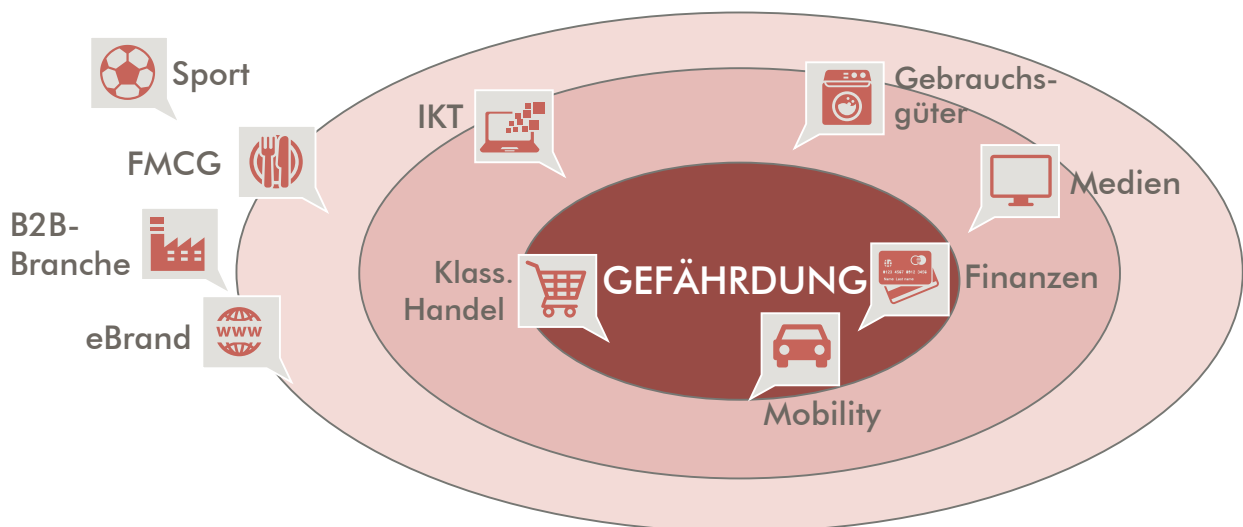 Sport
FMCG
B2B-
Branche
eBrand
www
IKT
Gebrauchs-
güter
Medien
Klass.
Handel
GEFÄHRDUNG
Finanzen
Mobility